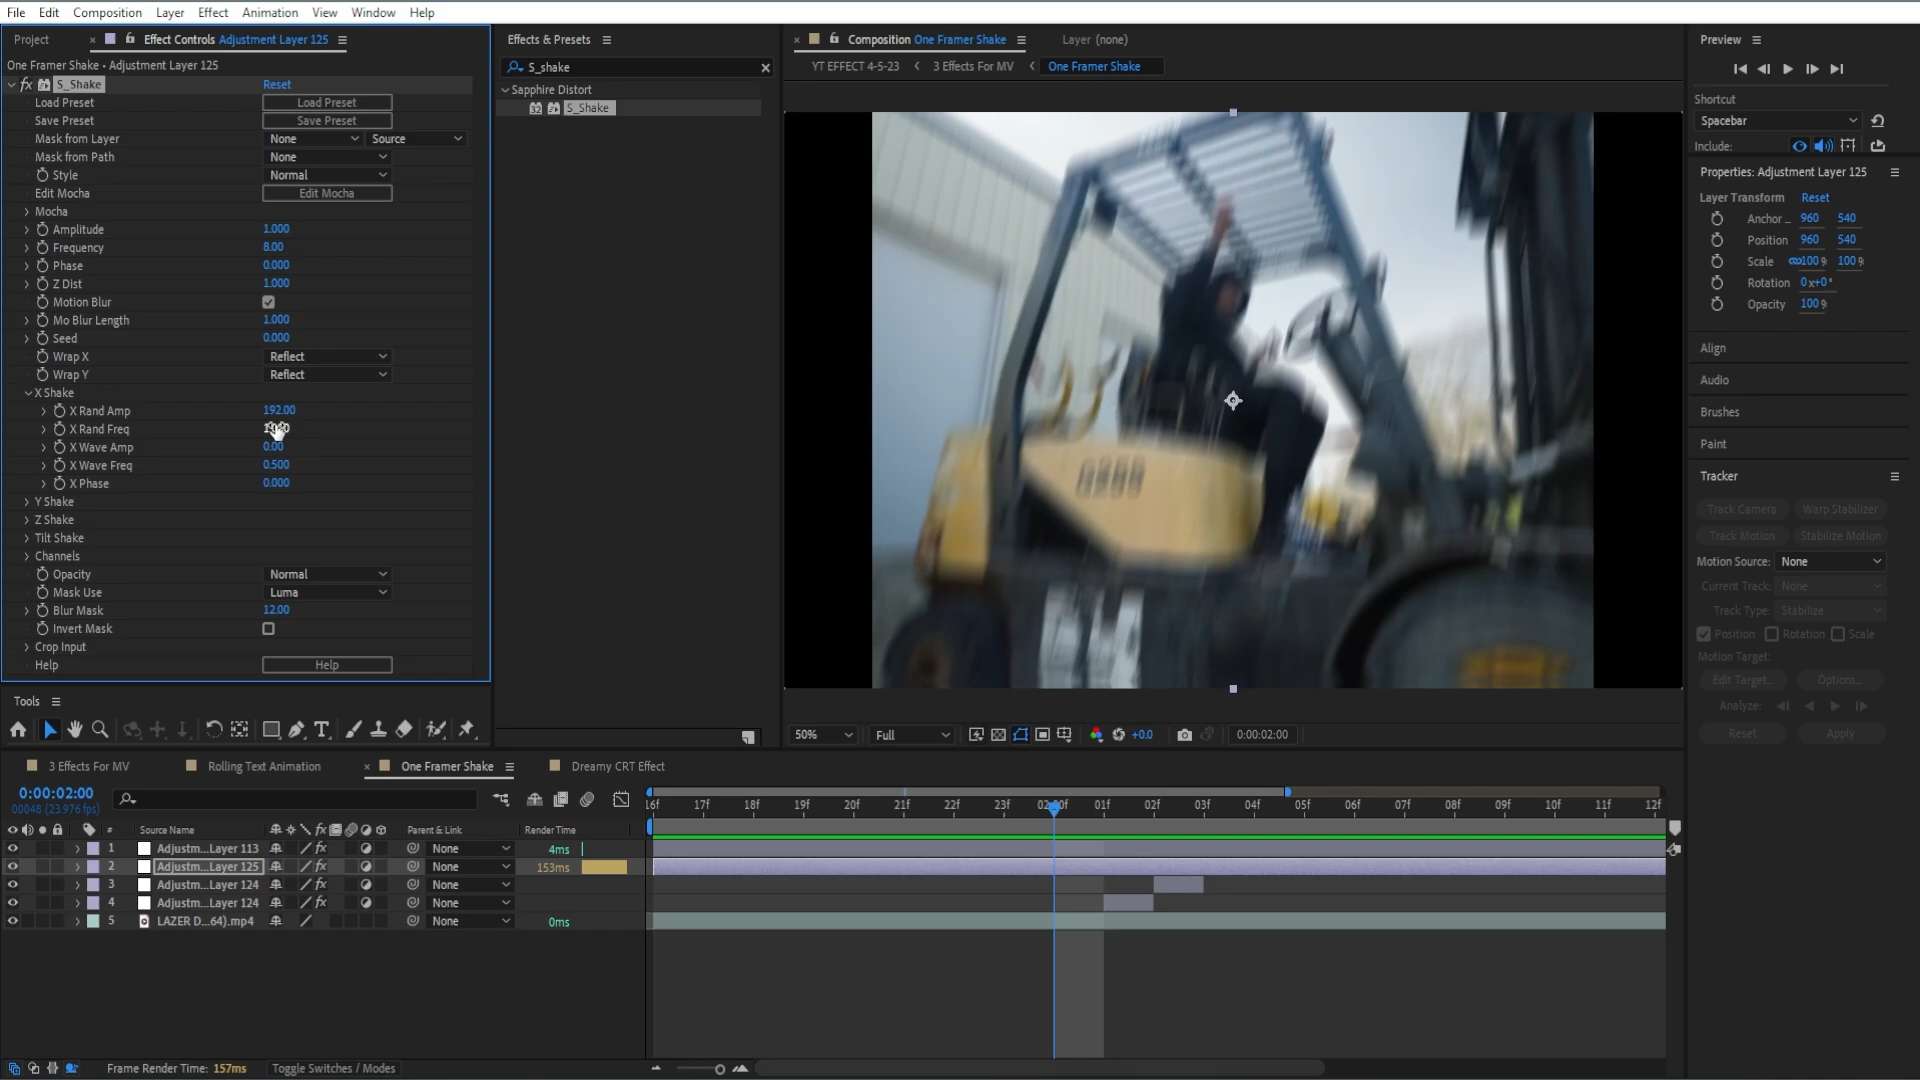 File Edit Composition Layer Effect Animation View Window Help
Project × Effect Controls Adjustment Layer 125
One Framer Shake • Adjustment Layer 125
fx S_Shake Reset
Load Preset Load Preset
Save Preset Save Preset
Mask from Layer None Source
Mask from Path None
Style Normal
Edit Mocha Edit Mocha
Mocha
Amplitude 1.000
Frequency 8.00
Phase 0.000
Z Dist 1.000
Motion Blur
Mo Blur Length 1.000
Seed 0.000
Wrap X Reflect
Wrap Y Reflect
X Shake
X Rand Amp 192.00
X Rand Freq
X Wave Amp 0.00
X Wave Freq 0.500
X Phase 0.000
Y Shake
Z Shake
Tilt Shake
Channels
Opacity Normal
Mask Use Luma
Blur Mask 12.00
Invert Mask
Crop Input
Help Help
Tools
Effects & Presets
S_shake
Sapphire Distort
S_Shake
Composition One Framer Shake Layer (none)
YT EFFECT 4-5-23 3 Effects For MV One Framer Shake
50% Full +0.0 0:00:02:00
Preview
Shortcut
Spacebar
Include:
Properties: Adjustment Layer 125
Layer Transform Reset
Anchor ... 960 540
Position 960 540
Scale 100 % 100 %
Rotation 0x+0°
Opacity 100 %
Align
Audio
Brushes
Paint
Tracker
Track Camera Warp Stabilizer
Track Motion Stabilize Motion
Motion Source: None
Current Track: None
Track Type: Stabilize
Position Rotation Scale
Motion Target:
Edit Target... Options...
Analyze:
Reset Apply
3 Effects For MV Rolling Text Animation × One Framer Shake Dreamy CRT Effect
0:00:02:00
00048 (23.976 fps)
16f 17f 18f 19f 20f 21f 22f 23f 01f 02f 03f 04f 05f 06f 07f 08f 09f 10f 11f 12f
# Source Name Parent & Link Render Time
1 Adjustm...Layer 113 None 4ms
2 Adjustm...Layer 125 None 153ms
3 Adjustm...Layer 124 None
4 Adjustm...Layer 124 None
5 LAZER D...64).mp4 None 0ms
Frame Render Time: 157ms Toggle Switches / Modes